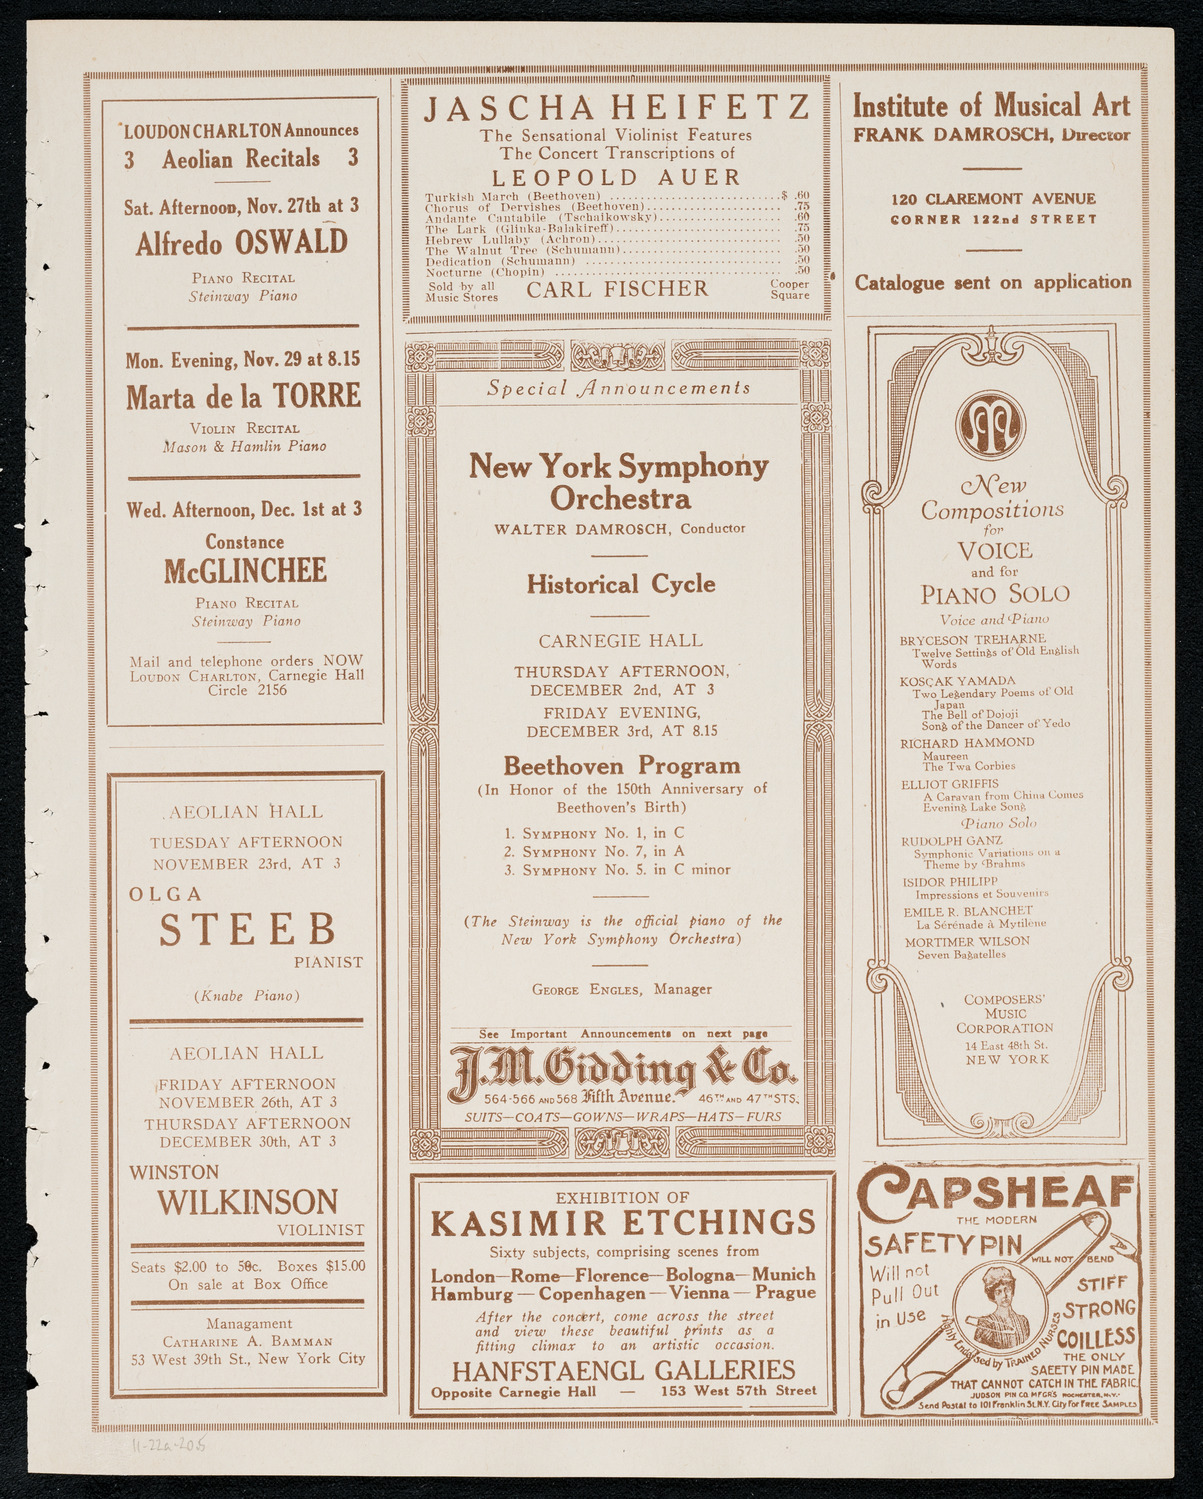 LOUDON CHARLTON Announces
3 Aeolian Recitals 3
Sat. Afternoon, Nov. 27th at 3
Alfredo OSWALD
PIANO RECITAL
Steinway Piano
Mon. Evening, Nov. 29 at 8.15
Marta de la TORRE
VIOLIN RECITAL
Mason & Hamlin Piano
Wed. Afternoon, Dec. 1st at 3
Constance
McGLINCHEE
PIANO RECITAL
Steinway Piano
Mail and telephone orders NOW
LOUDON CHARLTON, Carnegie Hall
Circle 2156
AEOLIAN HALL
TUESDAY AFTERNOON
NOVEMBER 23rd, AT 3
OLGA
STEEB
PIANIST
(Knabe Piano)
AEOLIAN HALL
FRIDAY AFTERNOON
NOVEMBER 26th, AT 3
THURSDAY AFTERNOON
DECEMBER 30th, AT 3
WINSTON
WILKINSON
VIOLINIST
Seats $2.00 to 50c. Boxes $15.00
On sale at Box Office
Managament
CATHARINE A. BAMMAN
53 West 39th St., New York City
JASCHA HEIFETZ
The Sensational Violinist Features
The Concert Transcriptions of
LEOPOLD AUER
Turkish March (Beethoven) ........................... $ .60
Chorus of Dervishes (Beethoven)..................... .75
Andante Cantabile (Tschaikowsky)................... .60
The Lark (Glinka-Balakireff)......................... .75
Hebrew Lullaby (Achron)............................. .50
The Walnut Tree (Schumann)......................... .50
Dedication (Schumann) ............................... .50
Nocturne (Chopin) ................................... .50
Sold by all
Music Stores
CARL FISCHER
Cooper
Square
Special Announcements
New York Symphony
Orchestra
WALTER DAMROSCH, Conductor
Historical Cycle
CARNEGIE HALL
THURSDAY AFTERNOON,
DECEMBER 2nd, AT 3
FRIDAY EVENING,
DECEMBER 3rd, AT 8.15
Beethoven Program
(In Honor of the 150th Anniversary of
Beethoven's Birth)
1. SYMPHONY No. 1, in C
2. SYMPHONY No. 7, in A
3. SYMPHONY No. 5. in C minor
(The Steinway is the official piano of the
New York Symphony Orchestra)
GEORGE ENGLES, Manager
See Important Announcements on next page
J.M. Gidding & Co.
564-566 AND 568 Fifth Avenue. 46TH AND 47TH STS.
SUITS—COATS—GOWNS—WRAPS—HATS—FURS
EXHIBITION OF
KASIMIR ETCHINGS
Sixty subjects, comprising scenes from
London—Rome—Florence—Bologna—Munich
Hamburg — Copenhagen — Vienna — Prague
After the concert, come across the street
and view these beautiful prints as a
fitting climax to an artistic occasion.
HANFSTAENGL GALLERIES
Opposite Carnegie Hall — 153 West 57th Street
Institute of Musical Art
FRANK DAMROSCH, Director
120 CLAREMONT AVENUE
CORNER 122nd STREET
Catalogue sent on application
New
Compositions
for
VOICE
and for
PIANO SOLO
Voice and Piano
BRYCESON TREHARNE
Twelve Settings of Old English
Words
KOSÇAK YAMADA
Two Legendary Poems of Old
Japan
The Bell of Dojoji
Song of the Dancer of Yedo
RICHARD HAMMOND
Maureen
The Twa Corbies
ELLIOT GRIFFIS
A Caravan from China Comes
Evening Lake Song
Piano Solo
RUDOLPH GANZ
Symphonic Variations on a
Theme by Brahms
ISIDOR PHILIPP
Impressions et Souvenirs
EMILE R. BLANCHET
La Sérénade à Mytilène
MORTIMER WILSON
Seven Bagatelles
COMPOSERS'
MUSIC
CORPORATION
14 East 48th St.
NEW YORK
CAPSHEAF
THE MODERN
SAFETY PIN
WILL NOT BEND
Will not
Pull Out
in Use
STIFF
STRONG
COILLESS
Highly Endorsed by TRAINED NURSES
THE ONLY
SAFETY PIN MADE
THAT CANNOT CATCH IN THE FABRIC
JUDSON PIN CO. MFGR'S ROCHESTER, N.Y.
Send Postal to 101 Franklin St. N.Y. City for FREE SAMPLES
11-22a-20.5